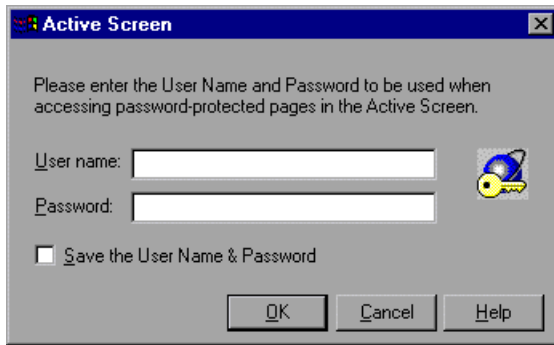 Active Screen
Please enter the User Name and Password to be used when
accessing password-protected pages in the Active Screen.
User name:
Password:
Save the User Name & Password
OK Cancel Help